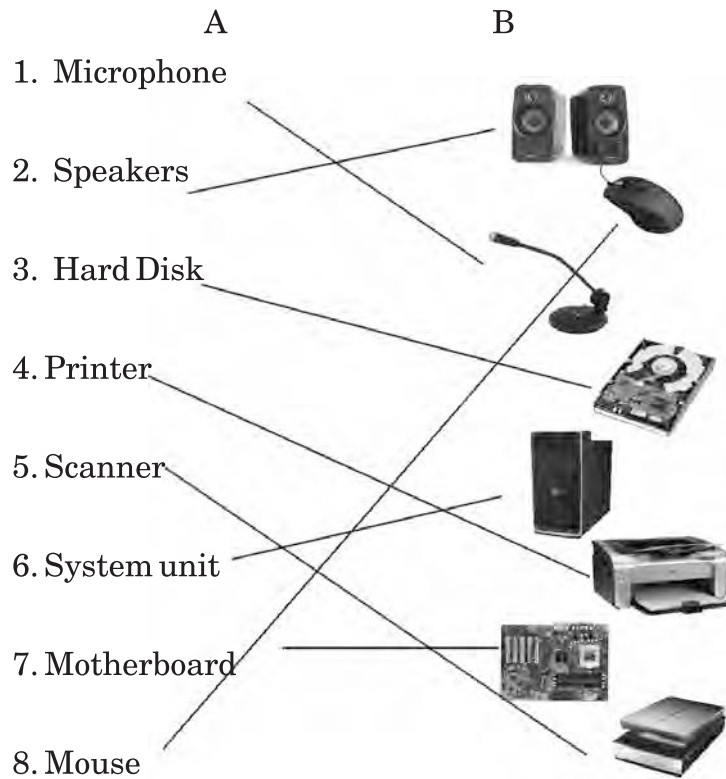 A B
1. Microphone
2. Speakers
3. Hard Disk
4. Printer
5. Scanner
6. System unit
7. Motherboard
8. Mouse